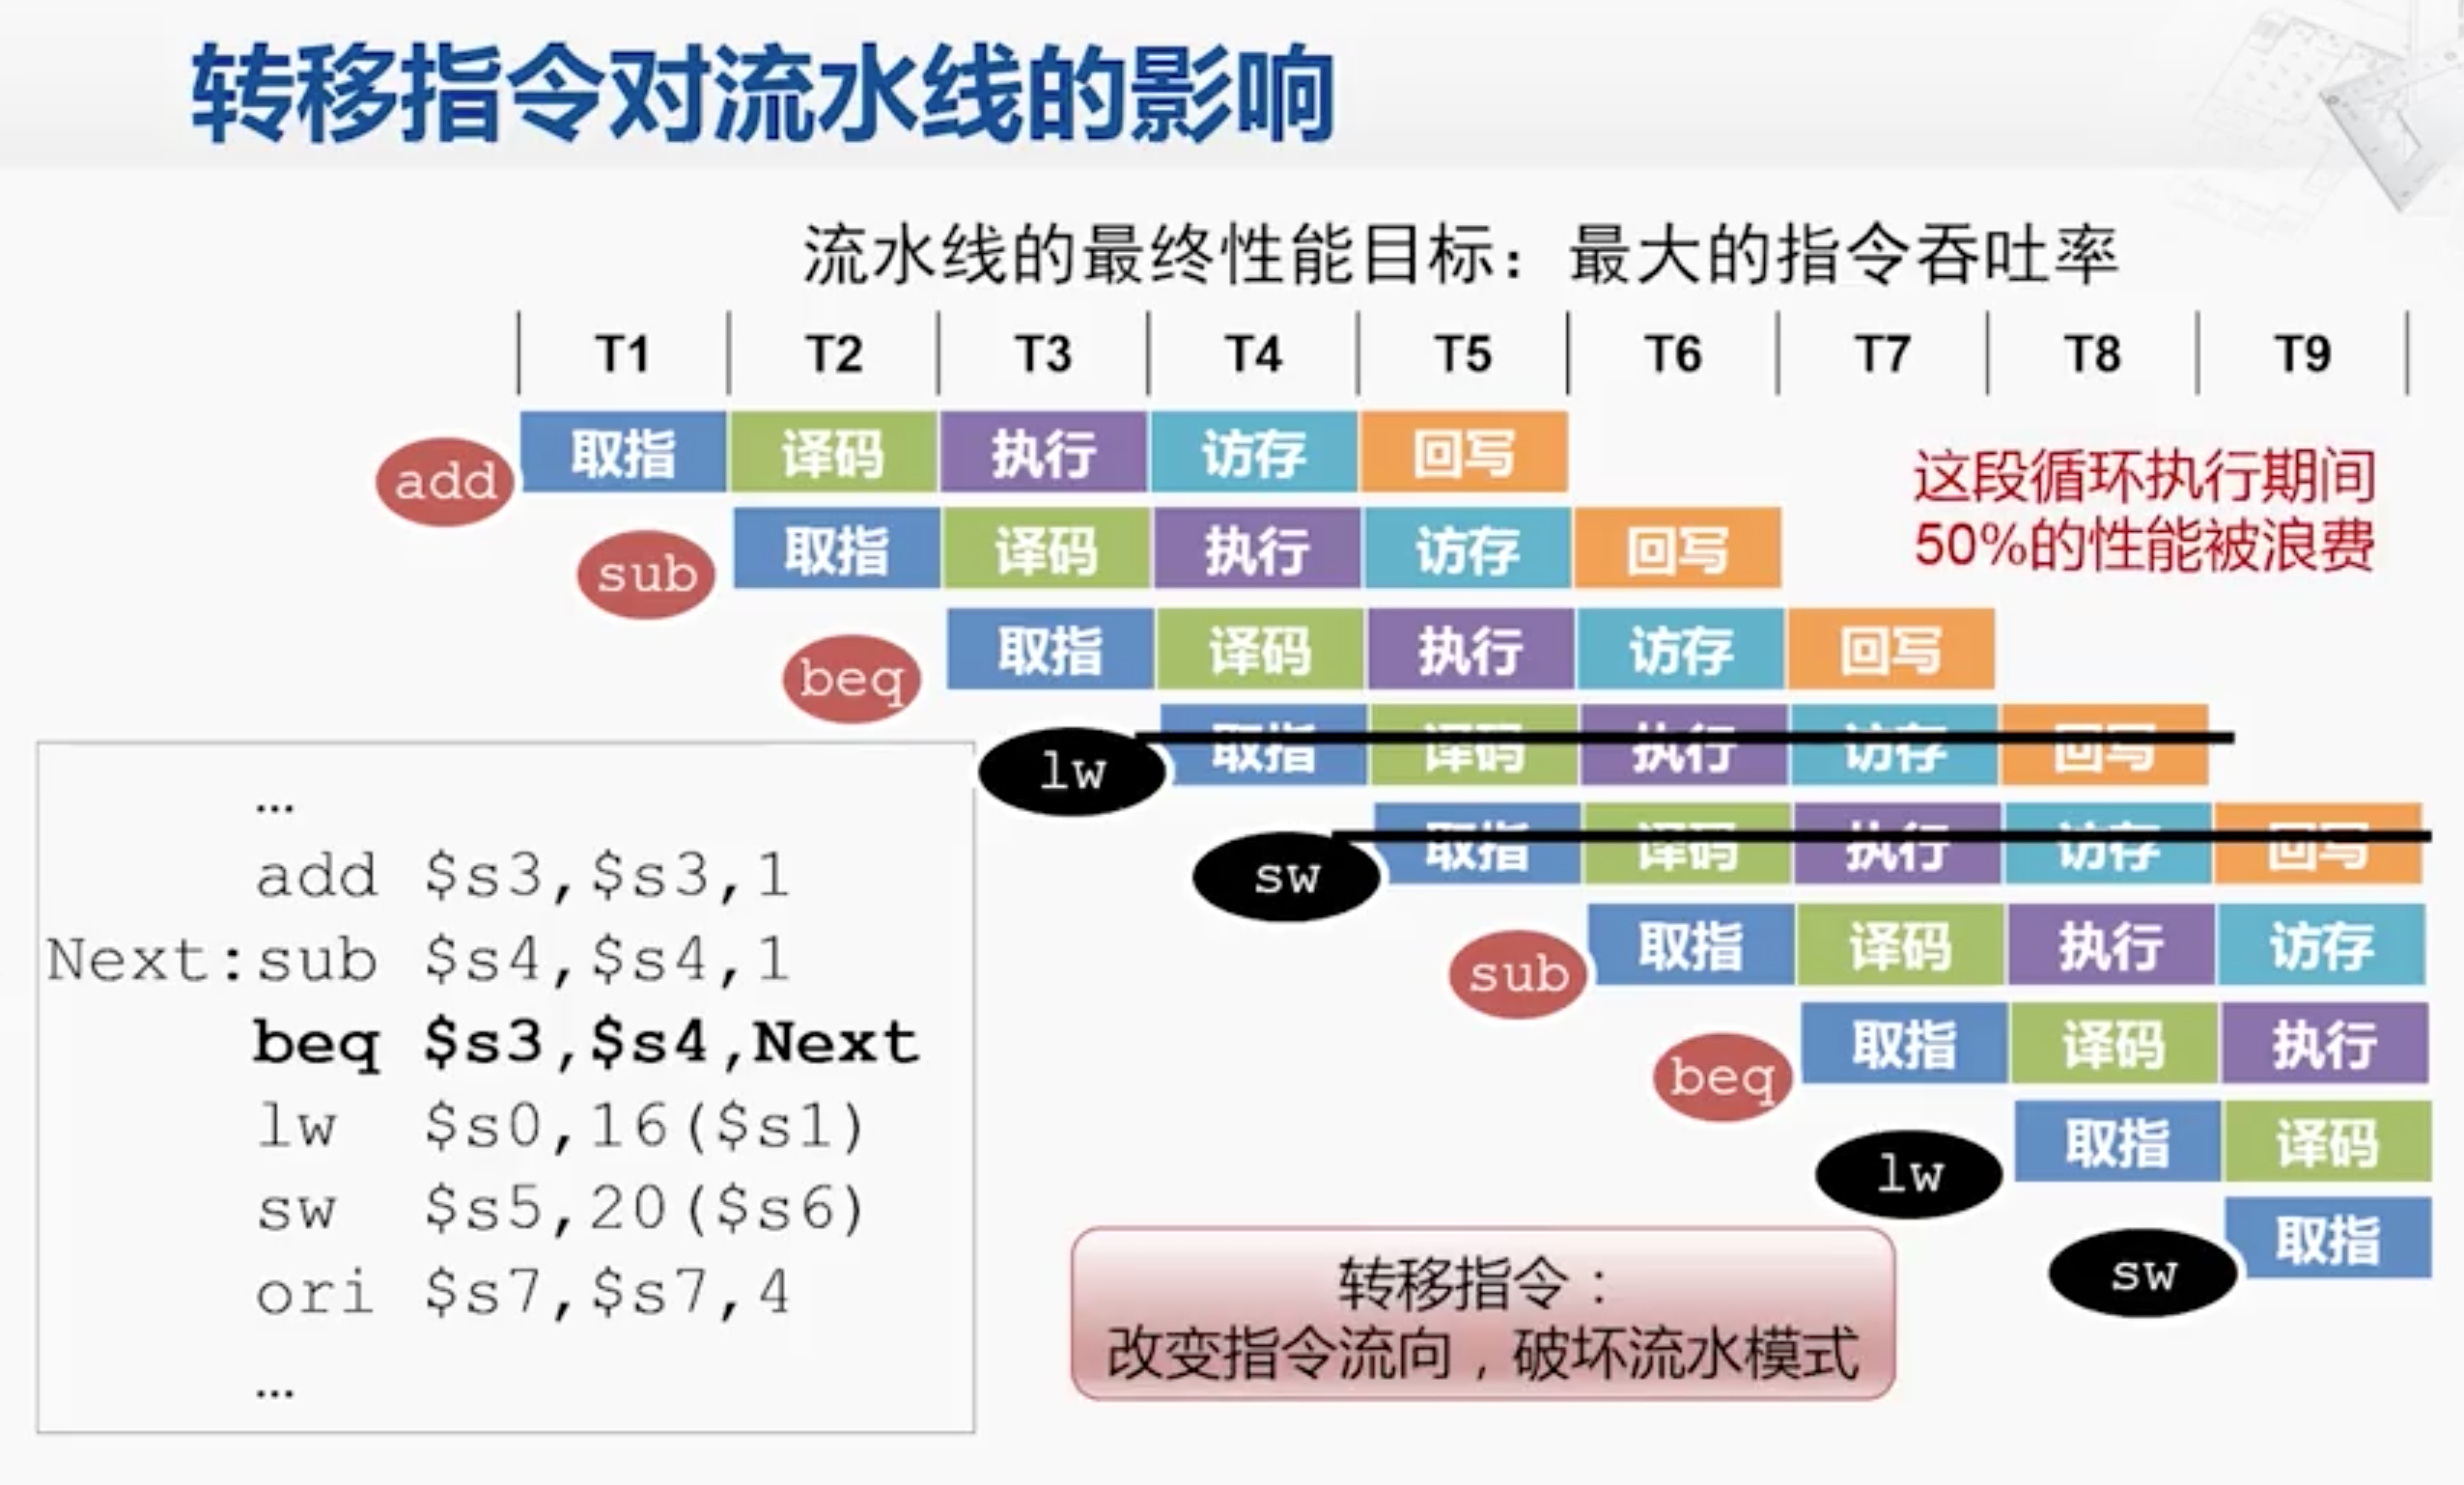 转移指令对流水线的影响
流水线的最终性能目标：最大的指令吞吐率
T1 T2 T3 T4 T5 T6 T7 T8 T9
add 取指 译码 执行 访存 回写
这段循环执行期间
50%的性能被浪费
sub 取指 译码 执行 访存 回写
beq 取指 译码 执行 访存 回写
lw 取指 译码 执行 访存 回写
sw 取指 译码 执行 访存 回写
sub 取指 译码 执行 访存
beq 取指 译码 执行
lw 取指 译码
sw 取指
…
add $s3,$s3,1
Next:sub $s4,$s4,1
beq $s3,$s4,Next
lw $s0,16($s1)
sw $s5,20($s6)
ori $s7,$s7,4
…
转移指令：
改变指令流向，破坏流水模式